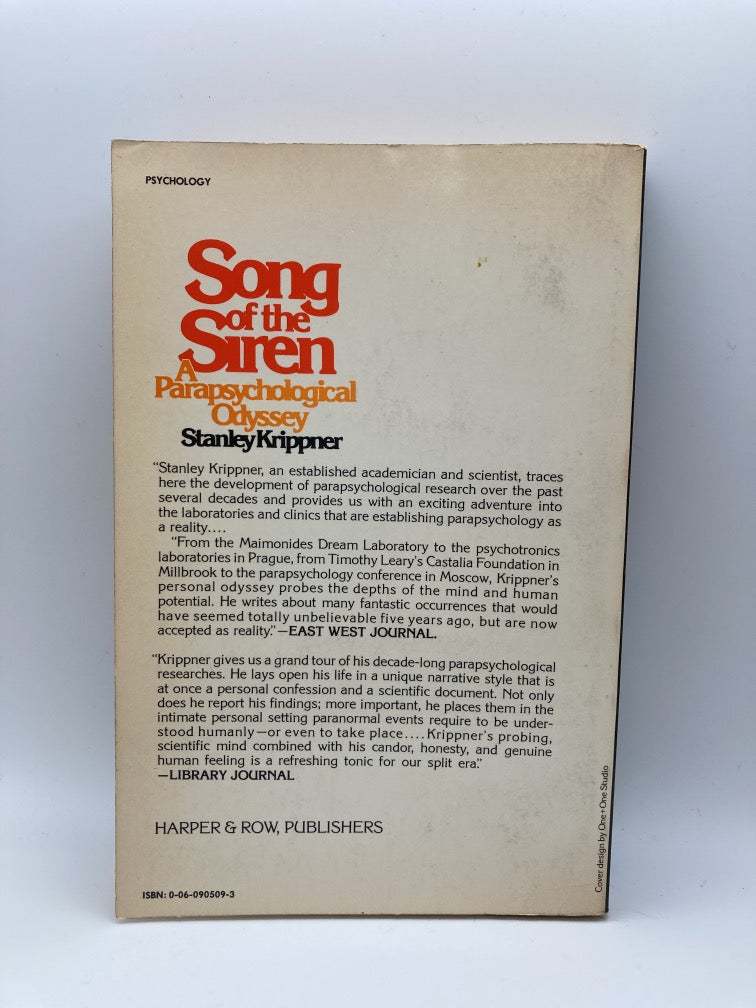 PSYCHOLOGY
Song
of the
Siren
A
Parapsychological
Odyssey
Stanley Krippner
"Stanley Krippner, an established academician and scientist, traces
here the development of parapsychological research over the past
several decades and provides us with an exciting adventure into
the laboratories and clinics that are establishing parapsychology as
a reality....
"From the Maimonides Dream Laboratory to the psychotronics
laboratories in Prague, from Timothy Leary's Castalia Foundation in
Millbrook to the parapsychology conference in Moscow, Krippner's
personal odyssey probes the depths of the mind and human
potential. He writes about many fantastic occurrences that would
have seemed totally unbelievable five years ago, but are now
accepted as reality."—EAST WEST JOURNAL.
"Krippner gives us a grand tour of his decade-long parapsychological
researches. He lays open his life in a unique narrative style that is
at once a personal confession and a scientific document. Not only
does he report his findings; more important, he places them in the
intimate personal setting paranormal events require to be under-
stood humanly—or even to take place....Krippner's probing,
scientific mind combined with his candor, honesty, and genuine
human feeling is a refreshing tonic for our split era."
—LIBRARY JOURNAL
HARPER & ROW, PUBLISHERS
Cover design by One+One Studio
ISBN: 0-06-090509-3